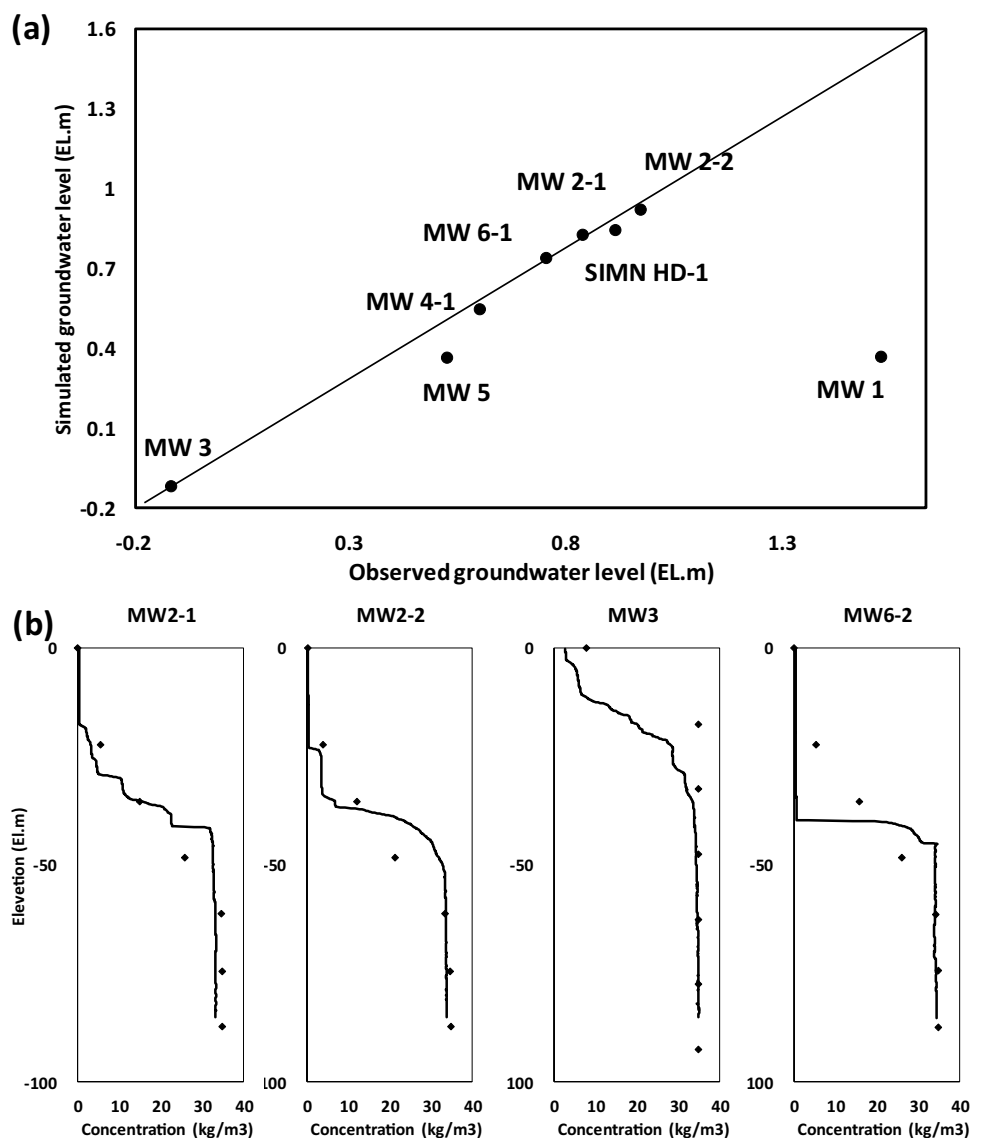 (a)
Simulated groundwater level (EL.m)
1.6
1.3
1
0.7
0.4
0.1
-0.2
MW 2-2
MW 2-1
MW 6-1
SIMN HD-1
MW 4-1
MW 5
MW 1
MW 3
-0.2 0.3 0.8 1.3
Observed groundwater level (EL.m)
(b)
MW2-1 MW2-2 MW3 MW6-2
Elevetion (El.m)
0 0 0 0
-50 -50 -50 -50
-100 100 100 100
0 10 20 30 40 0 10 20 30 40 0 10 20 30 40 0 10 20 30 40
Concentration (kg/m3) Concentration (kg/m3) Concentration (kg/m3) Concentration (kg/m3)